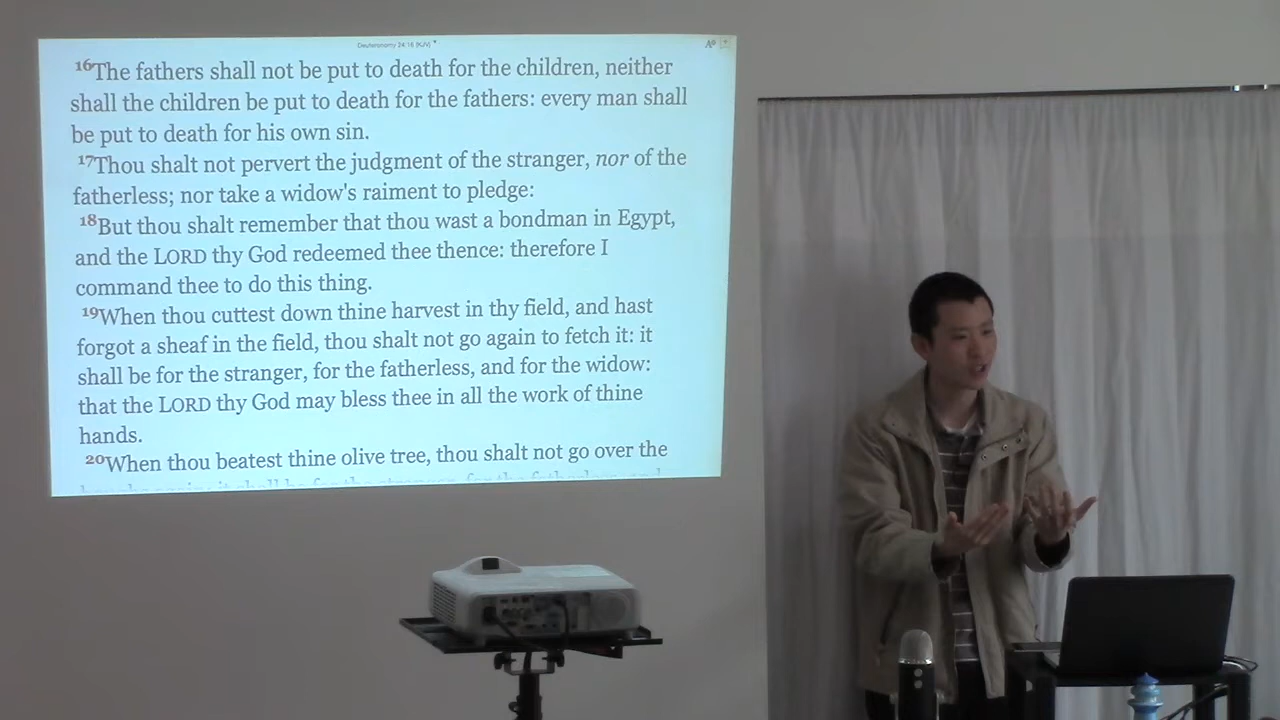 Deuteronomy 24:16 (KJV)
16The fathers shall not be put to death for the children, neither
shall the children be put to death for the fathers: every man shall
be put to death for his own sin.
17Thou shalt not pervert the judgment of the stranger, nor of the
fatherless; nor take a widow's raiment to pledge:
18But thou shalt remember that thou wast a bondman in Egypt,
and the LORD thy God redeemed thee thence: therefore I
command thee to do this thing.
19When thou cuttest down thine harvest in thy field, and hast
forgot a sheaf in the field, thou shalt not go again to fetch it: it
shall be for the stranger, for the fatherless, and for the widow:
that the LORD thy God may bless thee in all the work of thine
hands.
20When thou beatest thine olive tree, thou shalt not go over the